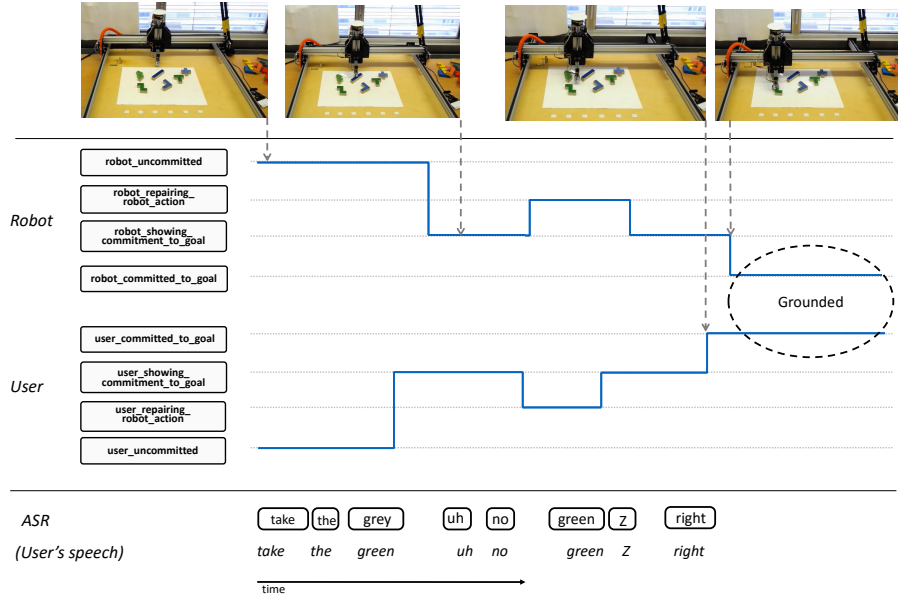 robot_uncommitted
robot_repairing_
robot_action
Robot
robot_showing_
commitment_to_goal
robot_committed_to_goal
Grounded
user_committed_to_goal
User
user_showing_
commitment_to_goal
user_repairing_
robot_action
user_uncommitted
ASR take the grey uh no green Z right
(User's speech) take the green uh no green Z right
time